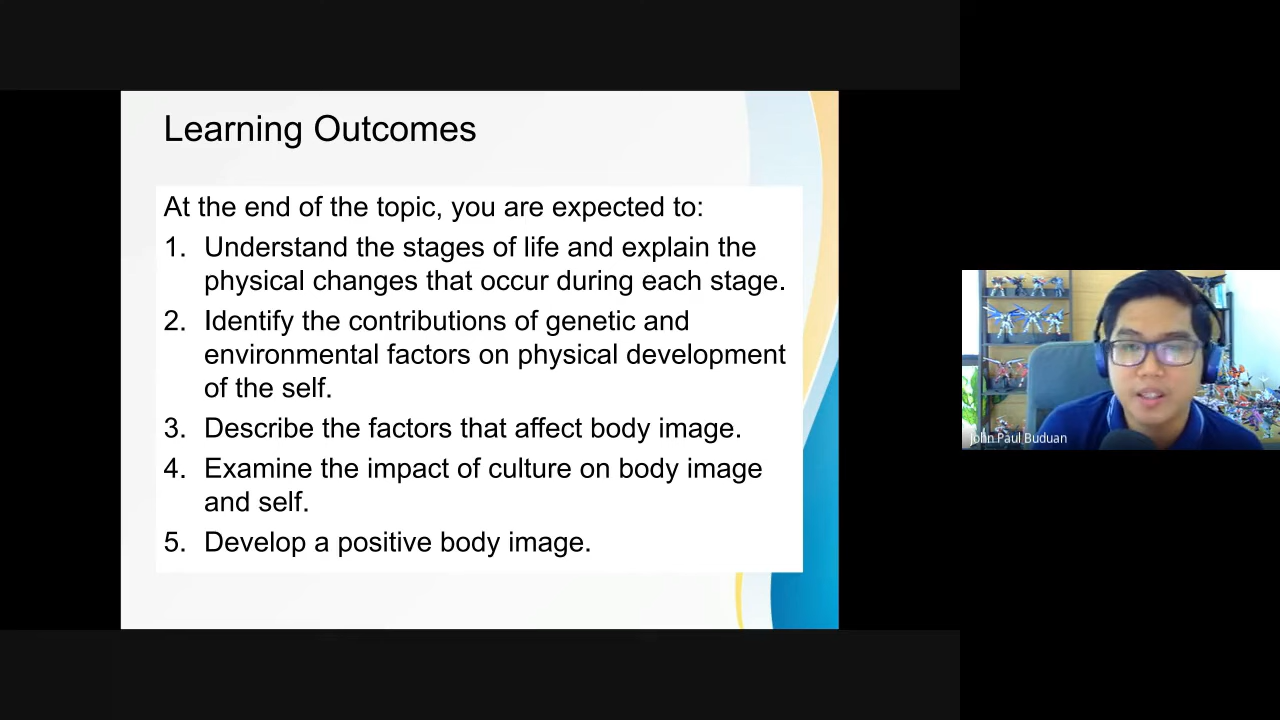 Learning Outcomes
At the end of the topic, you are expected to:
1. Understand the stages of life and explain the
physical changes that occur during each stage.
2. Identify the contributions of genetic and
environmental factors on physical development
of the self.
3. Describe the factors that affect body image.
4. Examine the impact of culture on body image
and self.
5. Develop a positive body image.
John Paul Buduan